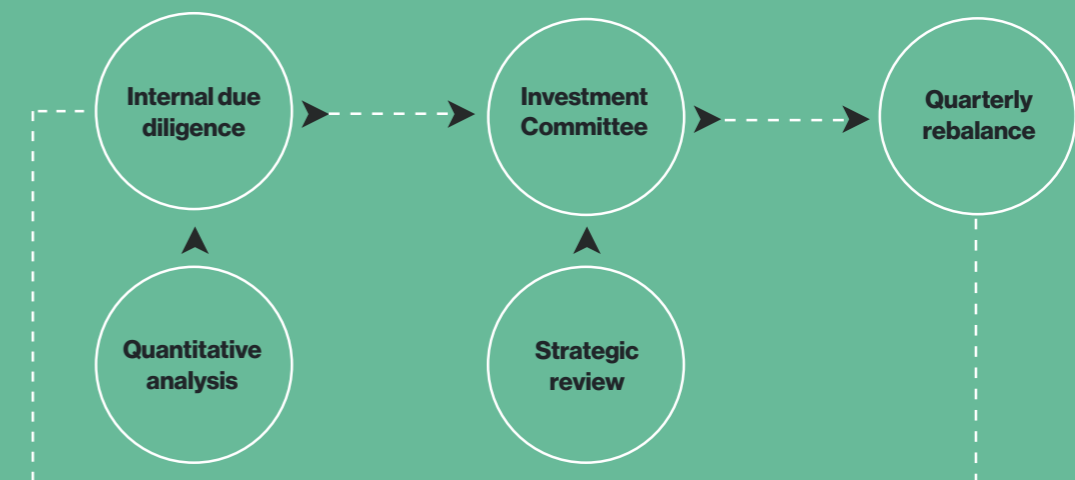 Internal due
diligence
Investment
Committee
Quarterly
rebalance
Quantitative
analysis
Strategic
review